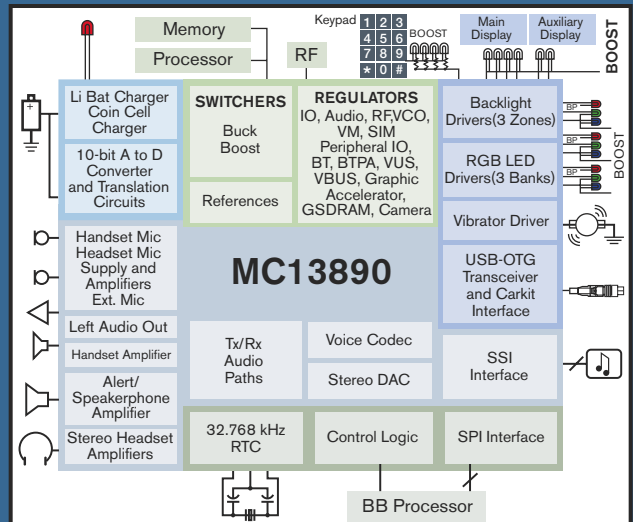 Memory
Processor
RF
Keypad
1 2 3
4 5 6
7 8 9
* 0 #
BOOST
Main
Display
Auxiliary
Display
BOOST
Li Bat Charger
Coin Cell
Charger
10-bit A to D
Converter
and Translation
Circuits
SWITCHERS
Buck
Boost
References
REGULATORS
IO, Audio, RF,VCO,
VM, SIM
Peripheral IO,
BT, BTPA, VUS,
VBUS, Graphic
Accelerator,
GSDRAM, Camera
Backlight
Drivers(3 Zones)
RGB LED
Drivers(3 Banks)
Vibrator Driver
USB-OTG
Transceiver
and Carkit
Interface
BP
BP
BP
BOOST
+
Handset Mic
Headset Mic
Supply and
Amplifiers
Ext. Mic
Left Audio Out
Handset Amplifier
Alert/
Speakerphone
Amplifier
Stereo Headset
Amplifiers
MC13890
Tx/Rx
Audio
Paths
Voice Codec
Stereo DAC
SSI
Interface
32.768 kHz
RTC
Control Logic
SPI Interface
BB Processor